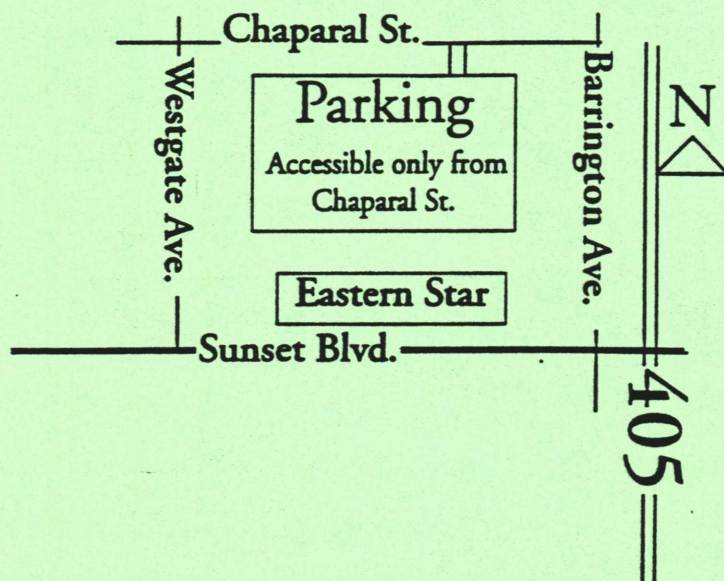 Chaparal St.
Westgate Ave.
Parking
Accessible only from
Chaparal St.
Barrington Ave.
N
Eastern Star
Sunset Blvd.
405